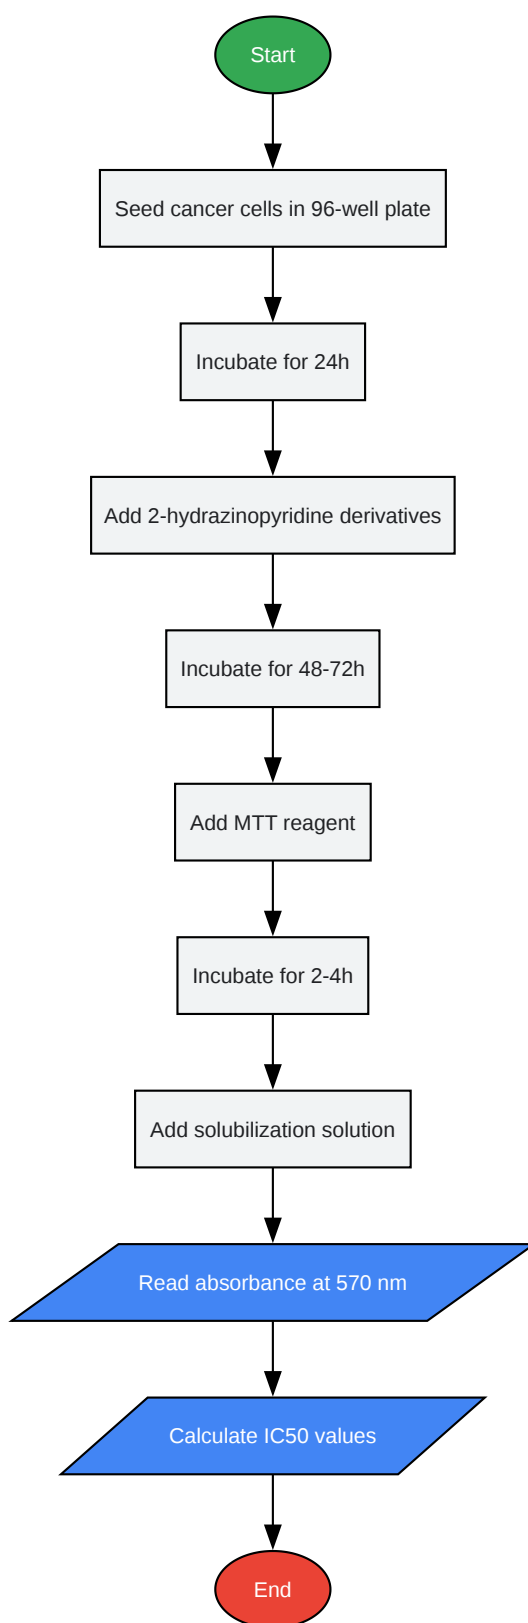 Start
Seed cancer cells in 96-well plate
Incubate for 24h
Add 2-hydrazinopyridine derivatives
Incubate for 48-72h
Add MTT reagent
Incubate for 2-4h
Add solubilization solution
Read absorbance at 570 nm
Calculate IC50 values
End